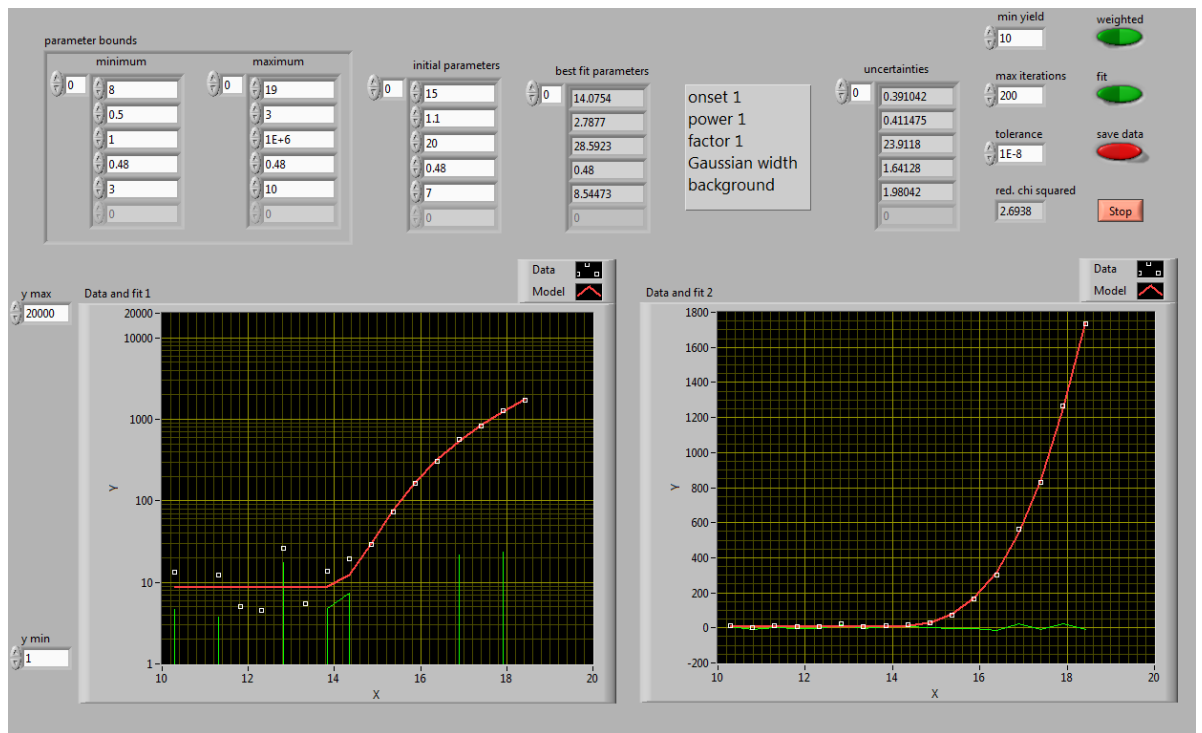 min yield
weighted
10
parameter bounds
minimum
maximum
initial parameters
best fit parameters
uncertainties
max iterations
fit
0
8
0.5
1
0.48
3
0
0
19
3
1E+6
0.48
10
0
0
15
1.1
20
0.48
7
0
0
14.0754
2.7877
28.5923
0.48
8.54473
0
onset 1
power 1
factor 1
Gaussian width
background
0
0.391042
0.411475
23.9118
1.64128
1.98042
0
200
tolerance
save data
1E-8
red. chi squared
2.6938
Stop
y max
20000
Data and fit 1
Data
Model
20000
10000
1000
100
10
1
Y
10
12
14
16
18
20
X
y min
1
Data and fit 2
Data
Model
1800
1600
1400
1200
1000
800
600
400
200
0
-200
Y
10
12
14
16
18
20
X